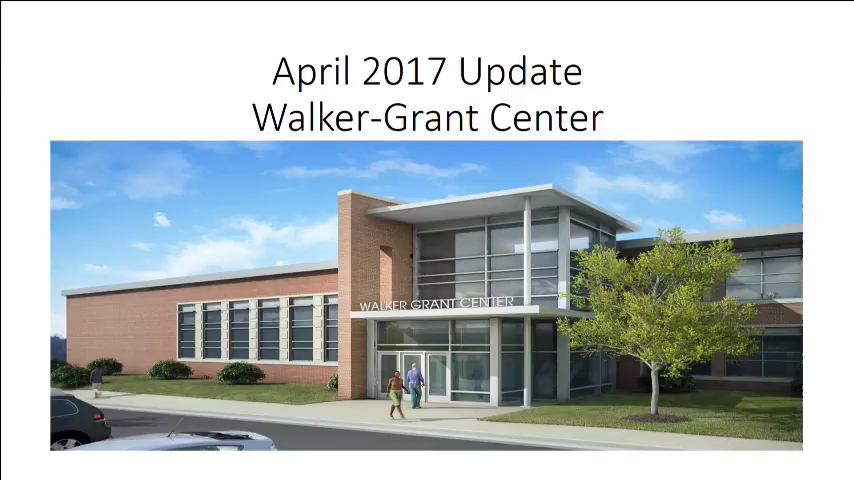 April 2017 Update
Walker-Grant Center
WALKER GRANT CENTER